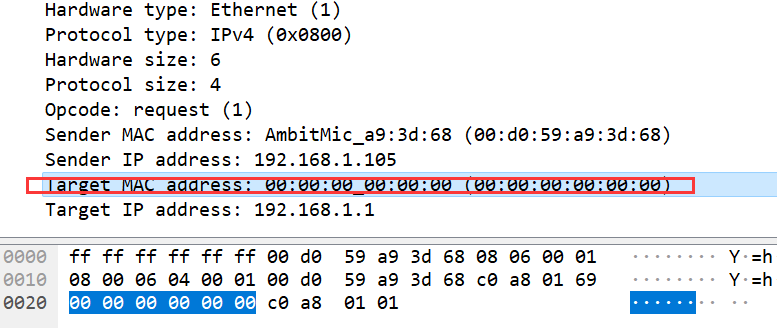 Hardware type: Ethernet (1)
Protocol type: IPv4 (0x0800)
Hardware size: 6
Protocol size: 4
Opcode: request (1)
Sender MAC address: AmbitMic_a9:3d:68 (00:d0:59:a9:3d:68)
Sender IP address: 192.168.1.105
Target MAC address: 00:00:00_00:00:00 (00:00:00:00:00:00)
Target IP address: 192.168.1.1
0000 ff ff ff ff ff ff 00 d0 59 a9 3d 68 08 06 00 01 ········ Y·=h····
0010 08 00 06 04 00 01 00 d0 59 a9 3d 68 c0 a8 01 69 ········ Y·=h
0020 00 00 00 00 00 00 c0 a8 01 01 ········ ··